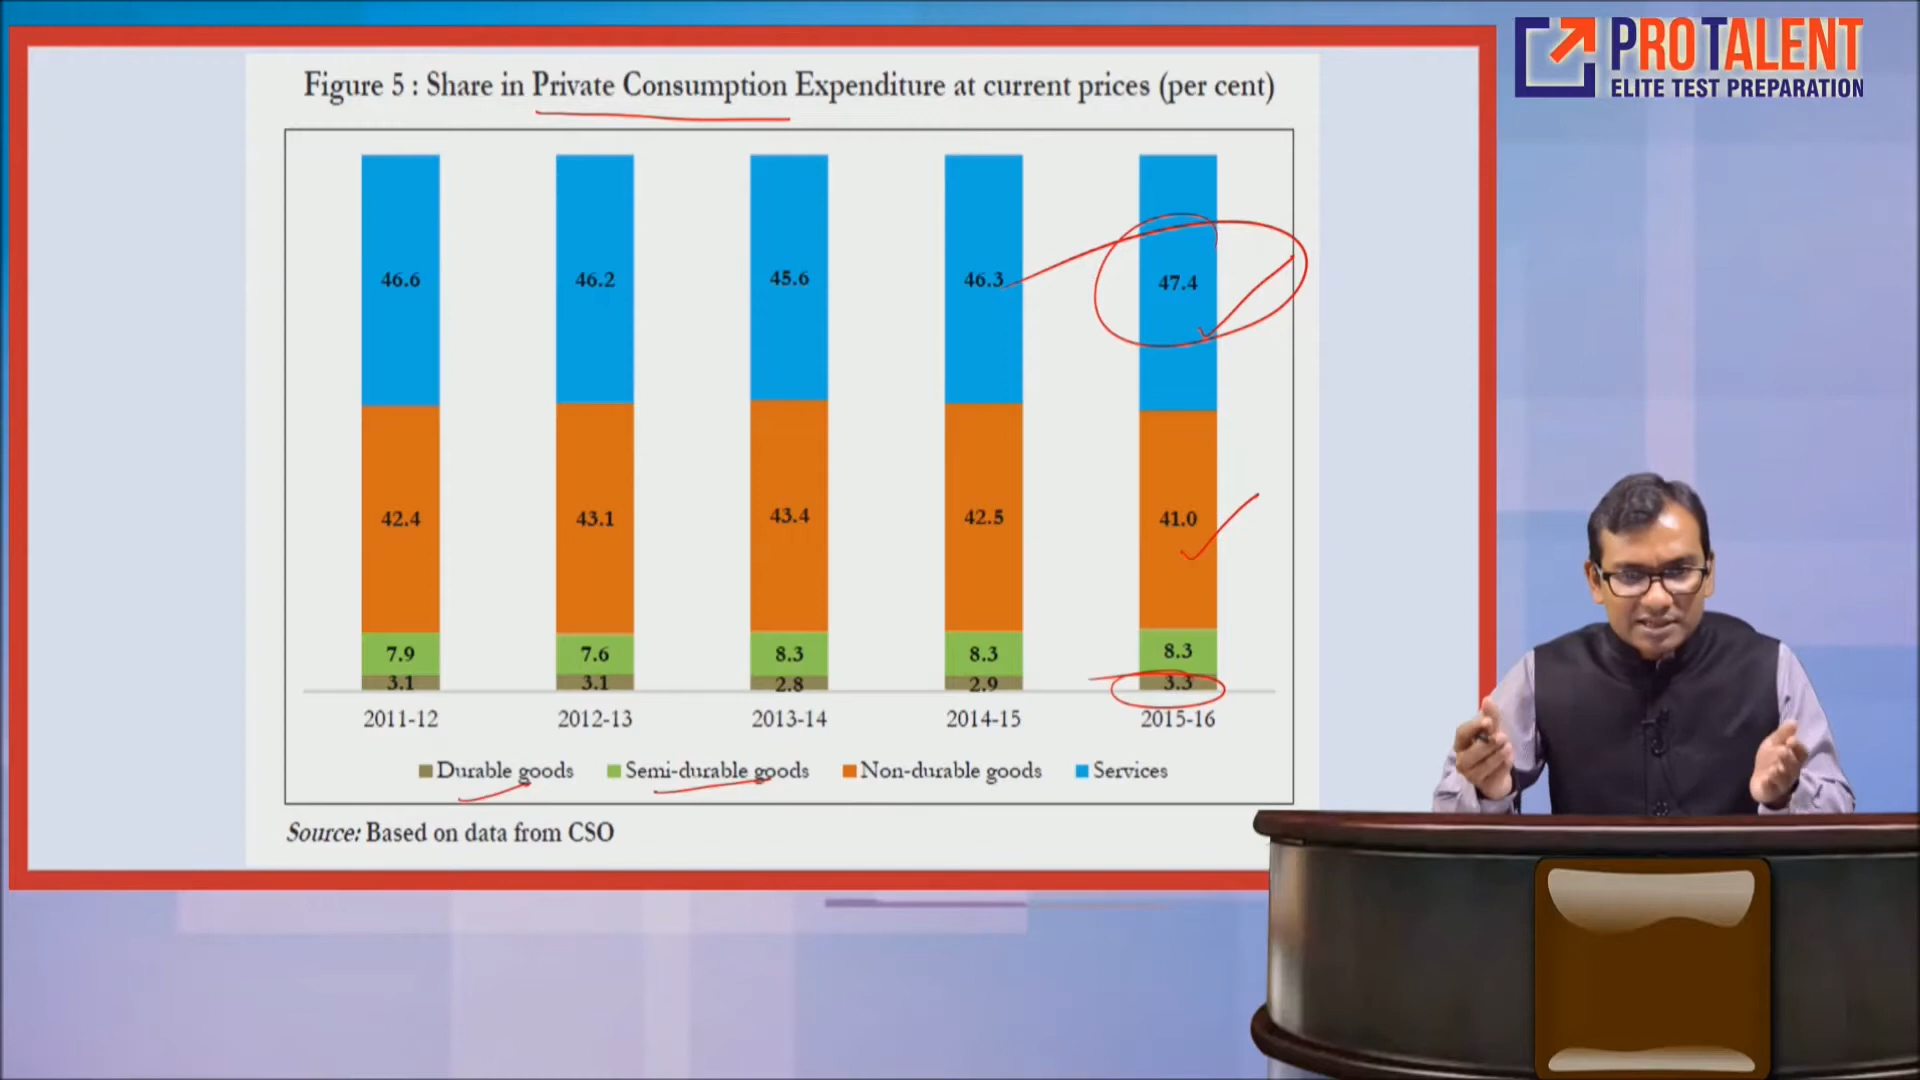 PROTALENT
ELITE TEST PREPARATION
Figure 5 : Share in Private Consumption Expenditure at current prices (per cent)
46.6 46.2 45.6 46.3 47.4
42.4 43.1 43.4 42.5 41.0
7.9 7.6 8.3 8.3 8.3
3.1 3.1 2.8 2.9 3.3
2011-12 2012-13 2013-14 2014-15 2015-16
Durable goods Semi-durable goods Non-durable goods Services
Source: Based on data from CSO